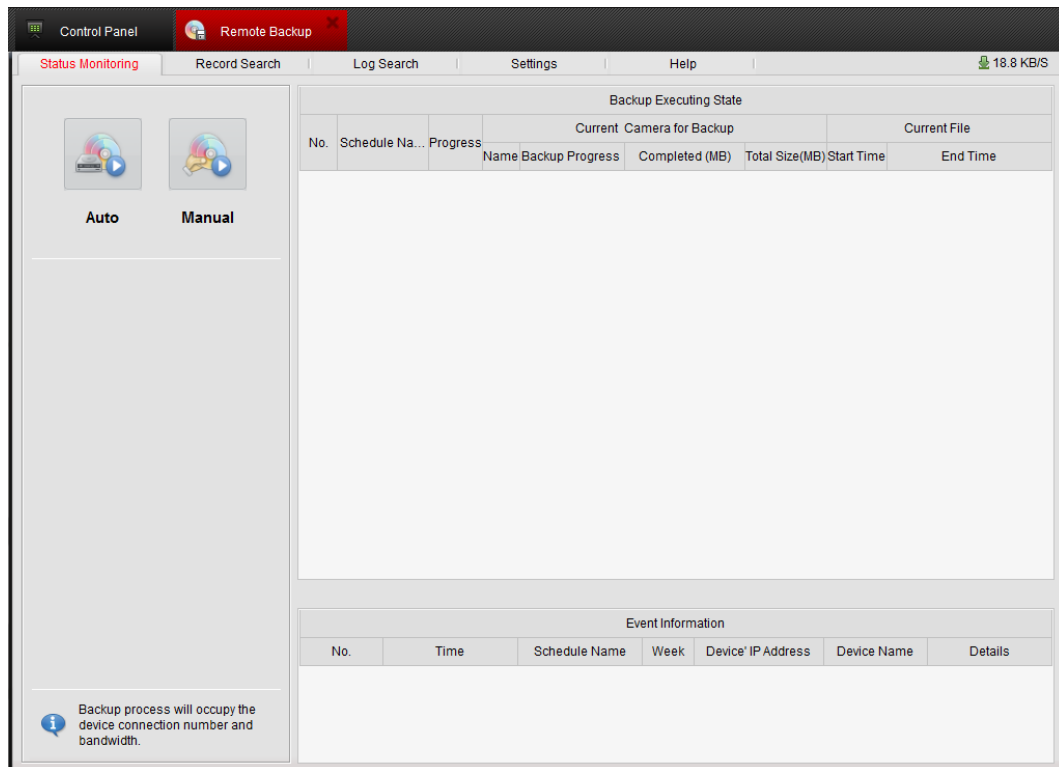 Control Panel Remote Backup
Status Monitoring Record Search Log Search Settings Help 18.8 KB/S
Auto Manual
Backup Executing State
No. Schedule Na... Progress Current Camera for Backup Current File
Name Backup Progress Completed (MB) Total Size(MB) Start Time End Time
Event Information
No. Time Schedule Name Week Device' IP Address Device Name Details
Backup process will occupy the
device connection number and
bandwidth.